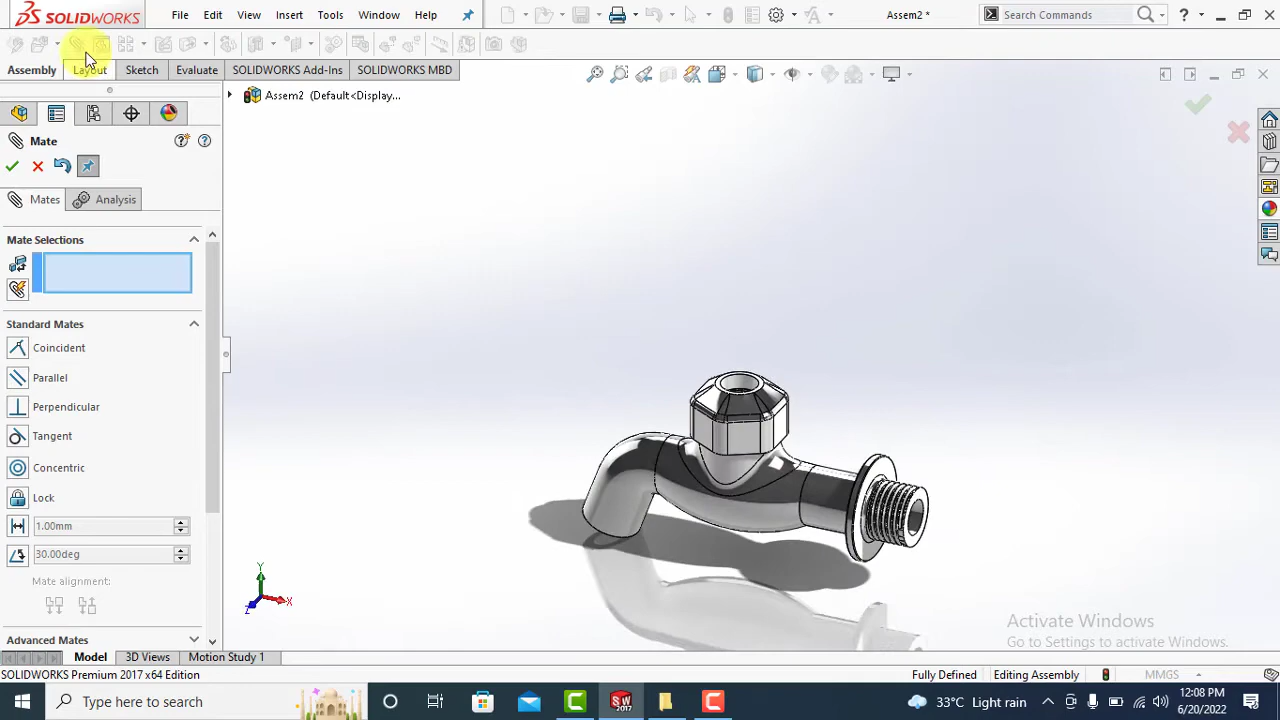 SOLIDWORKS File Edit View Insert Tools Window Help Assem2 * Search Commands ?
Assembly Layout Sketch Evaluate SOLIDWORKS Add-Ins SOLIDWORKS MBD
Assem2 (Default<Display...
Mate
Mates Analysis
Mate Selections
Standard Mates
Coincident
Parallel
Perpendicular
Tangent
Concentric
Lock
1.00mm
30.00deg
Mate alignment:
Advanced Mates
Y
X
Z
Activate Windows
Go to Settings to activate Windows.
Model 3D Views Motion Study 1
SOLIDWORKS Premium 2017 x64 Edition Fully Defined Editing Assembly MMGS
Type here to search SW 2017 33°C Light rain 12:08 PM
6/20/2022